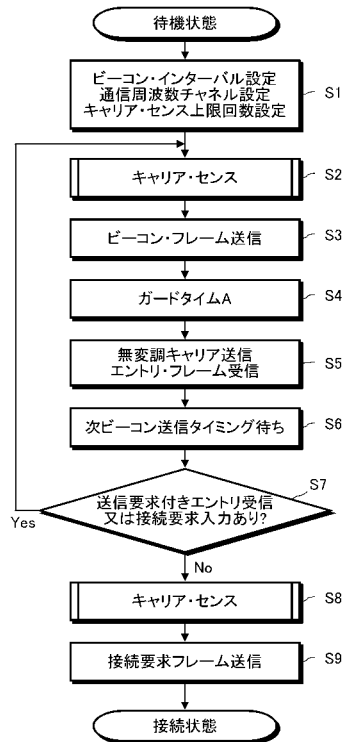 待機状態
ビーコン・インターバル設定
通信周波数チャネル設定
キャリア・センス上限回数設定
S1
キャリア・センス
S2
ビーコン・フレーム送信
S3
ガードタイムA
S4
無変調キャリア送信
エントリ・フレーム受信
S5
次ビーコン送信タイミング待ち
S6
送信要求付きエントリ受信
又は接続要求入力あり?
S7
Yes
No
キャリア・センス
S8
接続要求フレーム送信
S9
接続状態